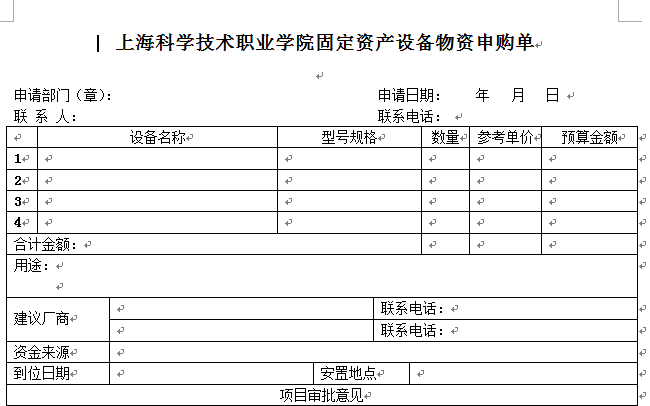 上海科学技术职业学院固定资产设备物资申购单
申请部门（章）： 申请日期： 年 月 日
联 系 人： 联系电话：
设备名称 型号规格 数量 参考单价 预算金额
1
2
3
4
合计金额：
用途：
建议厂商 联系电话：
联系电话：
资金来源
到位日期 安置地点
项目审批意见